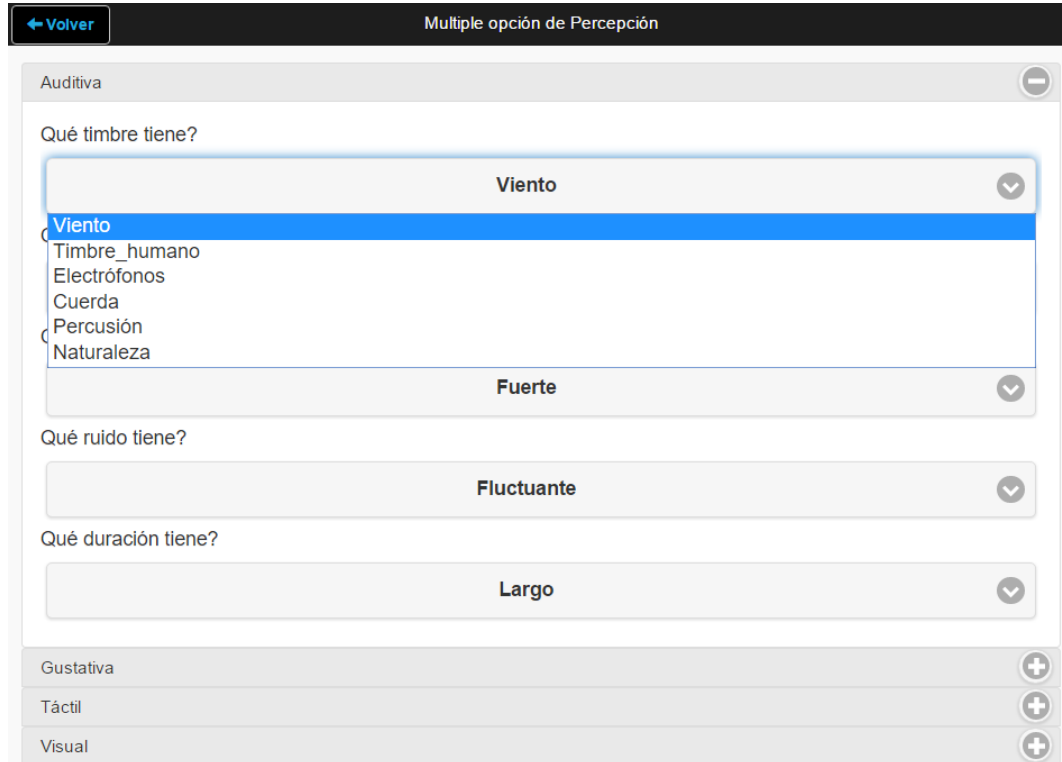 Volver
Multiple opción de Percepción
Auditiva
Qué timbre tiene?
Viento
Viento
Timbre_humano
Electrófonos
Cuerda
Percusión
Naturaleza
Fuerte
Qué ruido tiene?
Fluctuante
Qué duración tiene?
Largo
Gustativa
Táctil
Visual